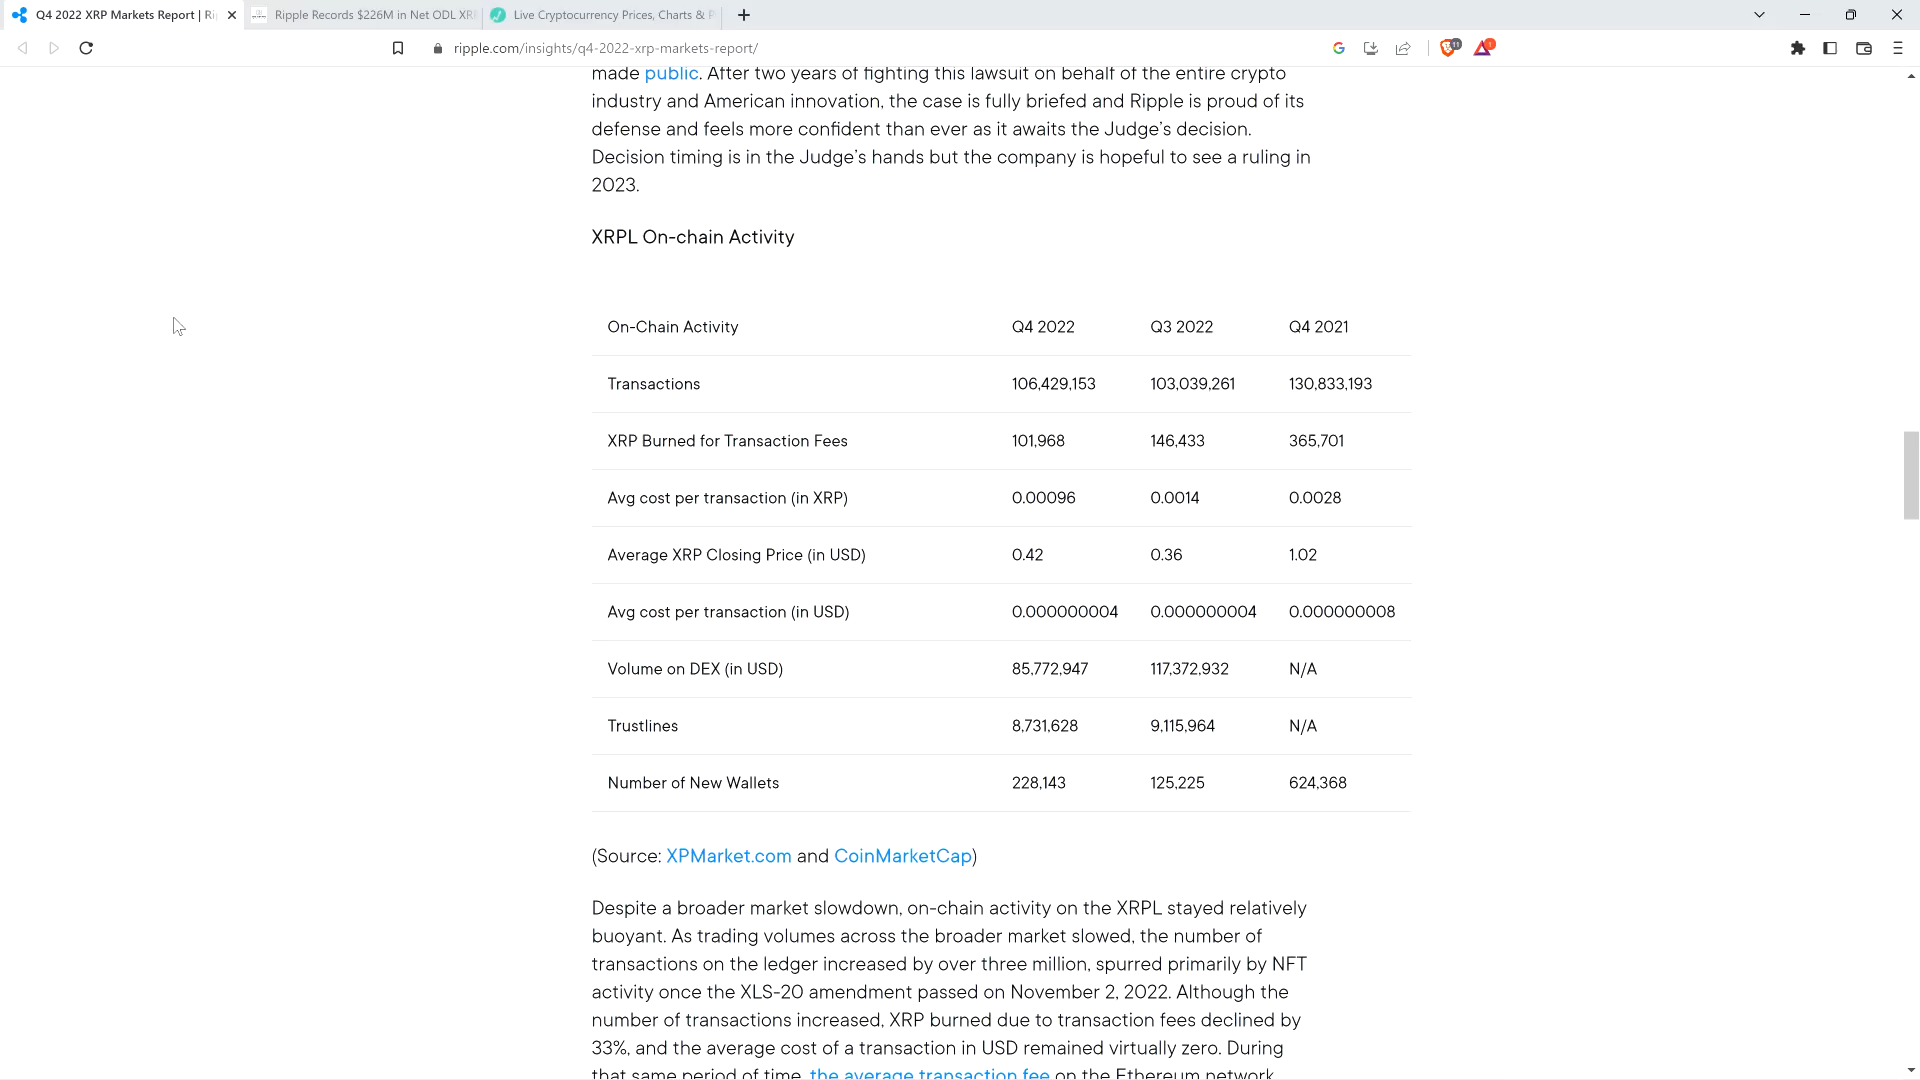 Q4 2022 XRP Markets Report | Ri
Ripple Records $226M in Net ODL XR
Live Cryptocurrency Prices, Charts & P
ripple.com/insights/q4-2022-xrp-markets-report/
made public. After two years of fighting this lawsuit on behalf of the entire crypto
industry and American innovation, the case is fully briefed and Ripple is proud of its
defense and feels more confident than ever as it awaits the Judge's decision.
Decision timing is in the Judge's hands but the company is hopeful to see a ruling in
2023.
XRPL On-chain Activity
On-Chain Activity Q4 2022 Q3 2022 Q4 2021
Transactions 106,429,153 103,039,261 130,833,193
XRP Burned for Transaction Fees 101,968 146,433 365,701
Avg cost per transaction (in XRP) 0.00096 0.0014 0.0028
Average XRP Closing Price (in USD) 0.42 0.36 1.02
Avg cost per transaction (in USD) 0.000000004 0.000000004 0.000000008
Volume on DEX (in USD) 85,772,947 117,372,932 N/A
Trustlines 8,731,628 9,115,964 N/A
Number of New Wallets 228,143 125,225 624,368
(Source: XPMarket.com and CoinMarketCap)
Despite a broader market slowdown, on-chain activity on the XRPL stayed relatively
buoyant. As trading volumes across the broader market slowed, the number of
transactions on the ledger increased by over three million, spurred primarily by NFT
activity once the XLS-20 amendment passed on November 2, 2022. Although the
number of transactions increased, XRP burned due to transaction fees declined by
33%, and the average cost of a transaction in USD remained virtually zero. During
that same period of time, the average transaction fee on the Ethereum network